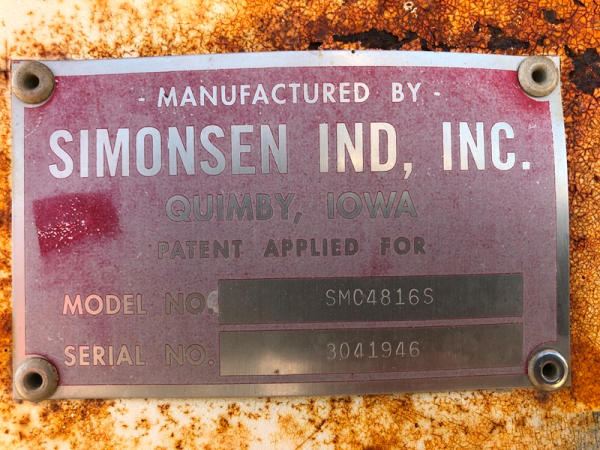 - MANUFACTURED BY -
SIMONSEN IND, INC.
QUIMBY, IOWA
PATENT APPLIED FOR
MODEL NO. SMC4816S
SERIAL NO. 3041946